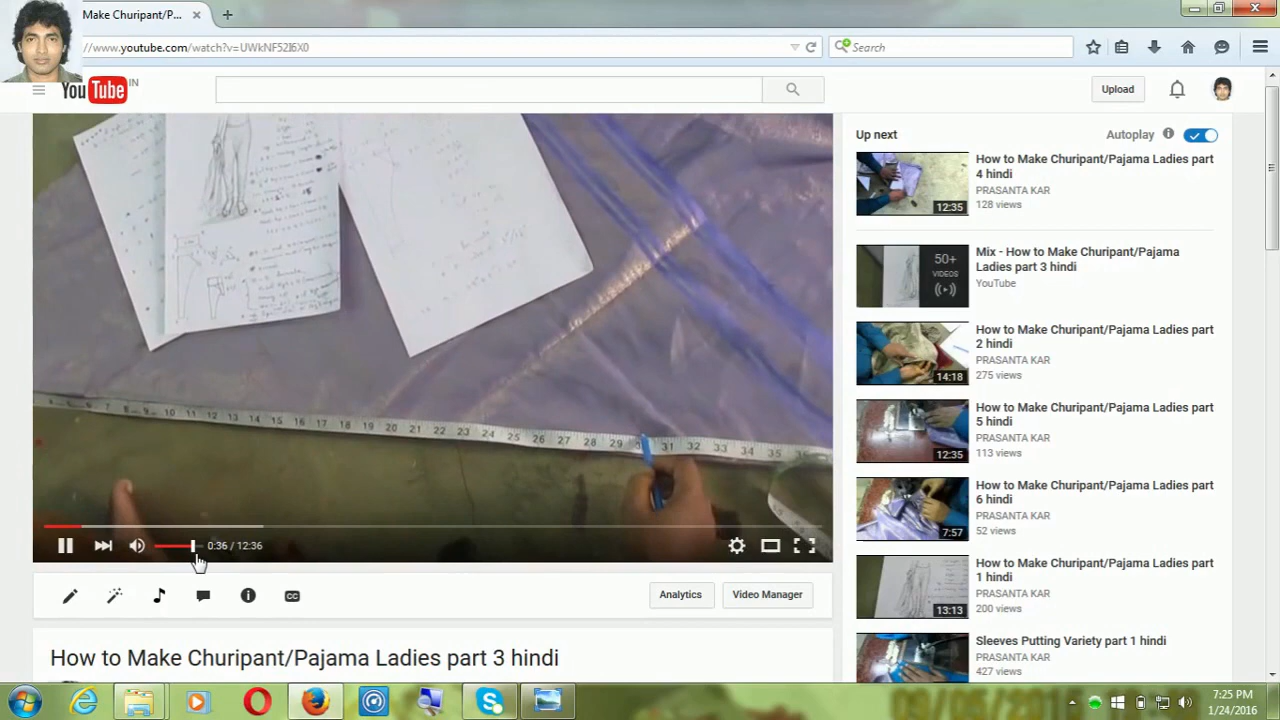 Make Churipant/P...
//www.youtube.com/watch?v=UWkNF52I6X0
Search
YouTube IN
Upload
6 7 8 9 10 11 12 13 14 15 16 17 18 19 20 21 22 23 24 25 26 27 28 29 31 32 33 34 35
0:36 / 12:36
CC
Analytics
Video Manager
How to Make Churipant/Pajama Ladies part 3 hindi
Up next
Autoplay
12:35
How to Make Churipant/Pajama Ladies part
4 hindi
PRASANTA KAR
128 views
50+
VIDEOS
Mix - How to Make Churipant/Pajama
Ladies part 3 hindi
YouTube
14:18
How to Make Churipant/Pajama Ladies part
2 hindi
PRASANTA KAR
275 views
12:35
How to Make Churipant/Pajama Ladies part
5 hindi
PRASANTA KAR
113 views
7:57
How to Make Churipant/Pajama Ladies part
6 hindi
PRASANTA KAR
52 views
13:13
How to Make Churipant/Pajama Ladies part
1 hindi
PRASANTA KAR
200 views
Sleeves Putting Variety part 1 hindi
PRASANTA KAR
427 views
7:25 PM
1/24/2016